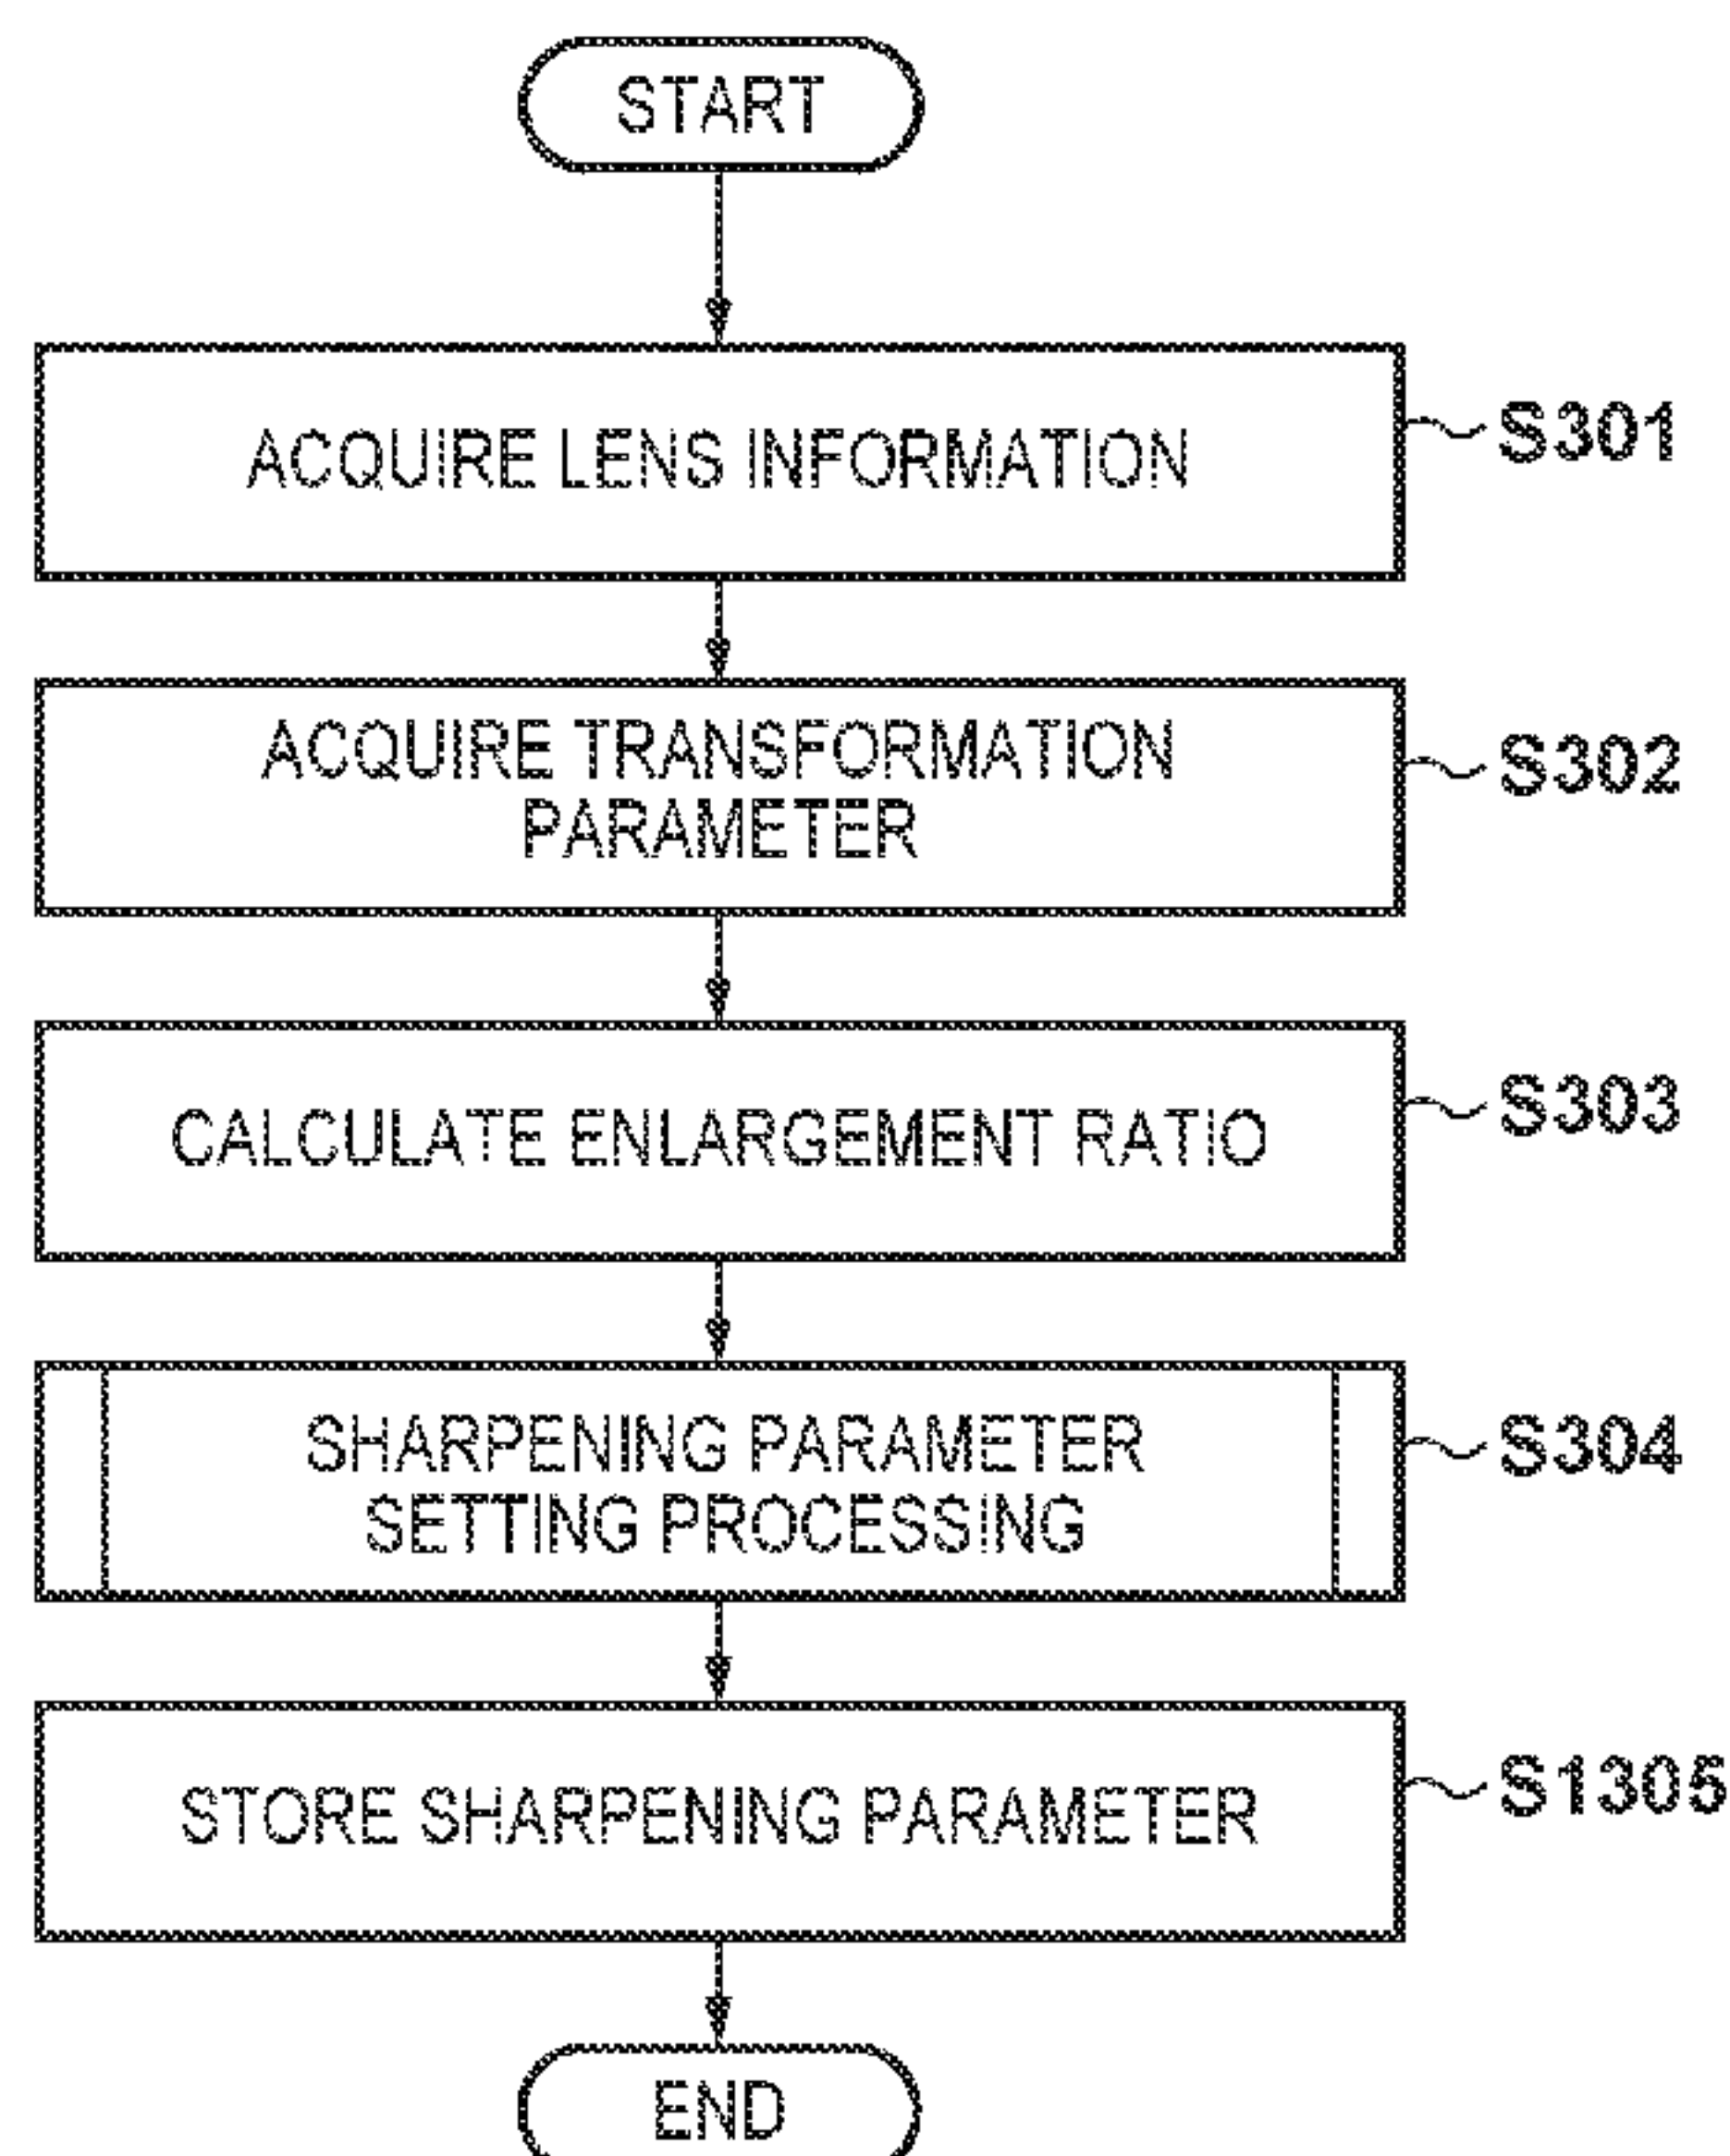 START
ACQUIRE LENS INFORMATION
S301
ACQUIRE TRANSFORMATION
PARAMETER
S302
CALCULATE ENLARGEMENT RATIO
S303
SHARPENING PARAMETER
SETTING PROCESSING
S304
STORE SHARPENING PARAMETER
S1305
END